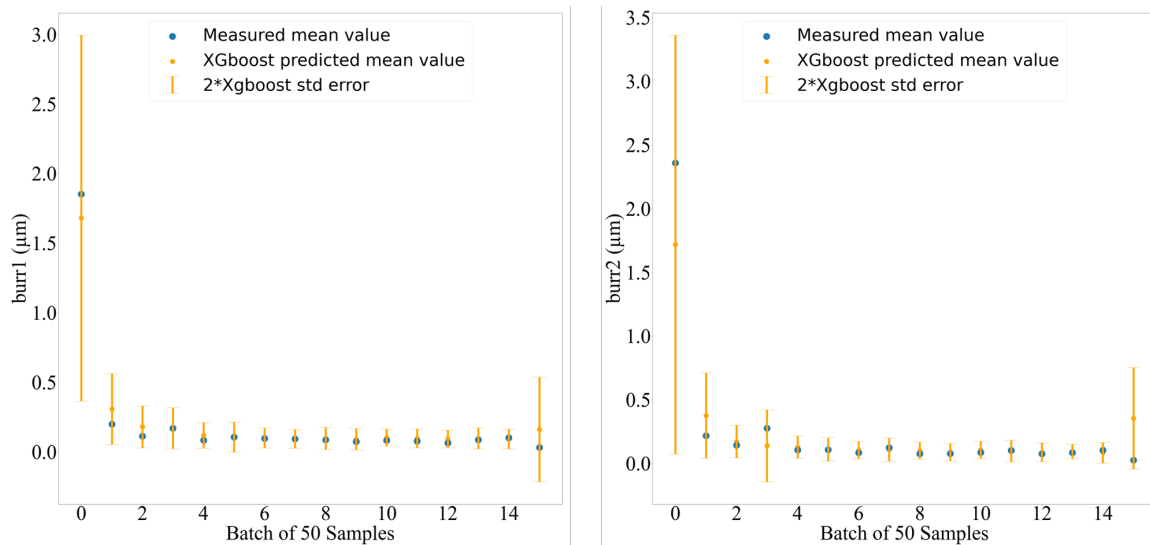 3.0
2.5
2.0
1.5
1.0
0.5
0.0
burr1 (μm)
Measured mean value
XGboost predicted mean value
2*Xgboost std error
0 2 4 6 8 10 12 14
Batch of 50 Samples
3.5
3.0
2.5
2.0
1.5
1.0
0.5
0.0
burr2 (μm)
Measured mean value
XGboost predicted mean value
2*Xgboost std error
0 2 4 6 8 10 12 14
Batch of 50 Samples